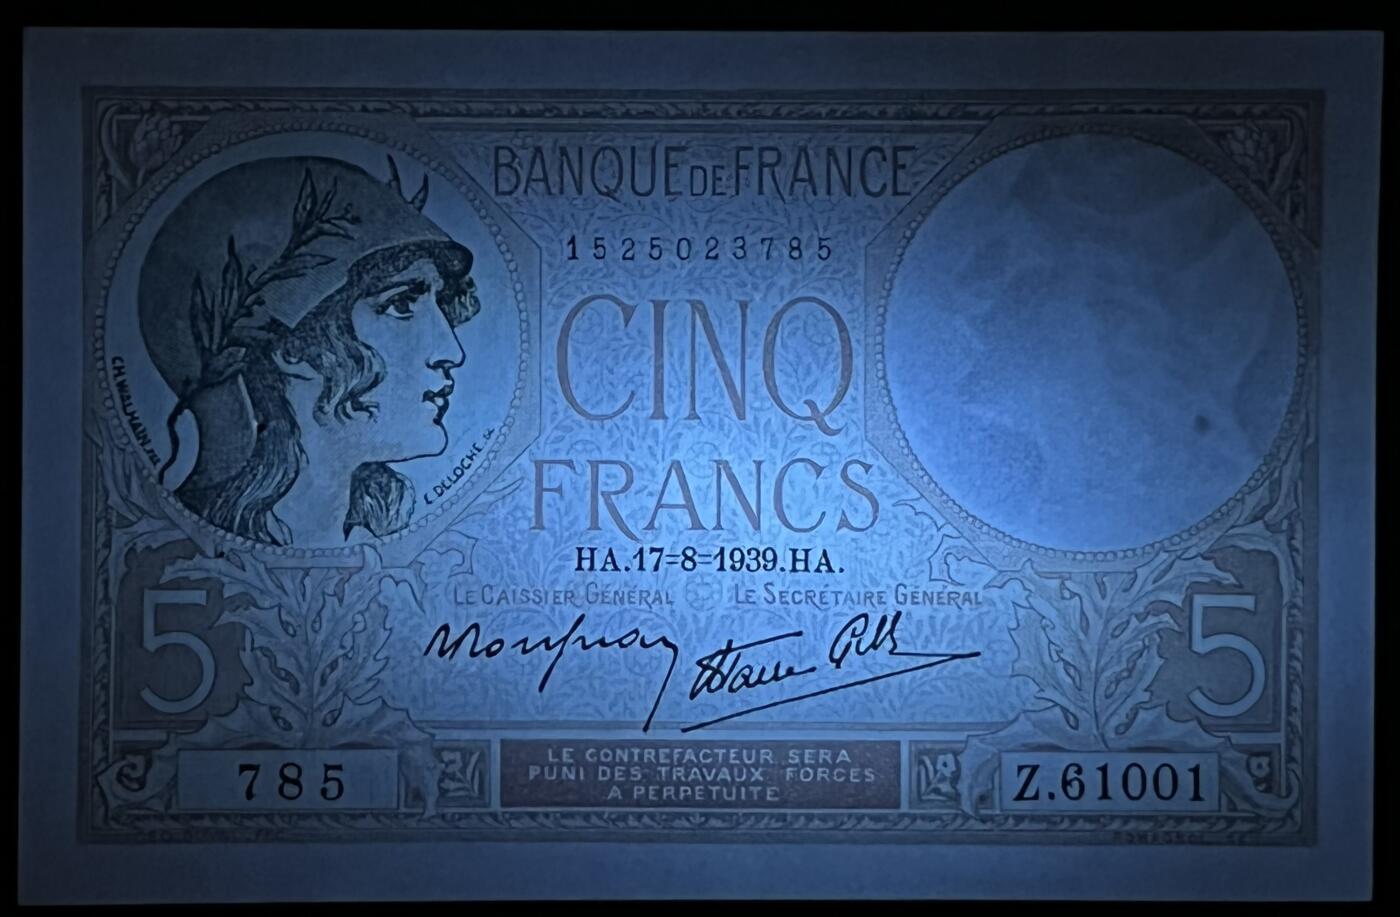 BANQUE DE FRANCE
1525023785
CINQ
FRANCS
HA.17=8=1939.HA.
LE CAISSIER GÉNÉRAL LE SECRÉTAIRE GÉNÉRAL
CH. WALHAIN.
E. DELOCHE. Sc
5 5
785
LE CONTREFACTEUR SERA
PUNI DES TRAVAUX FORCÉS
A PERPÉTUITÉ
Z.61001